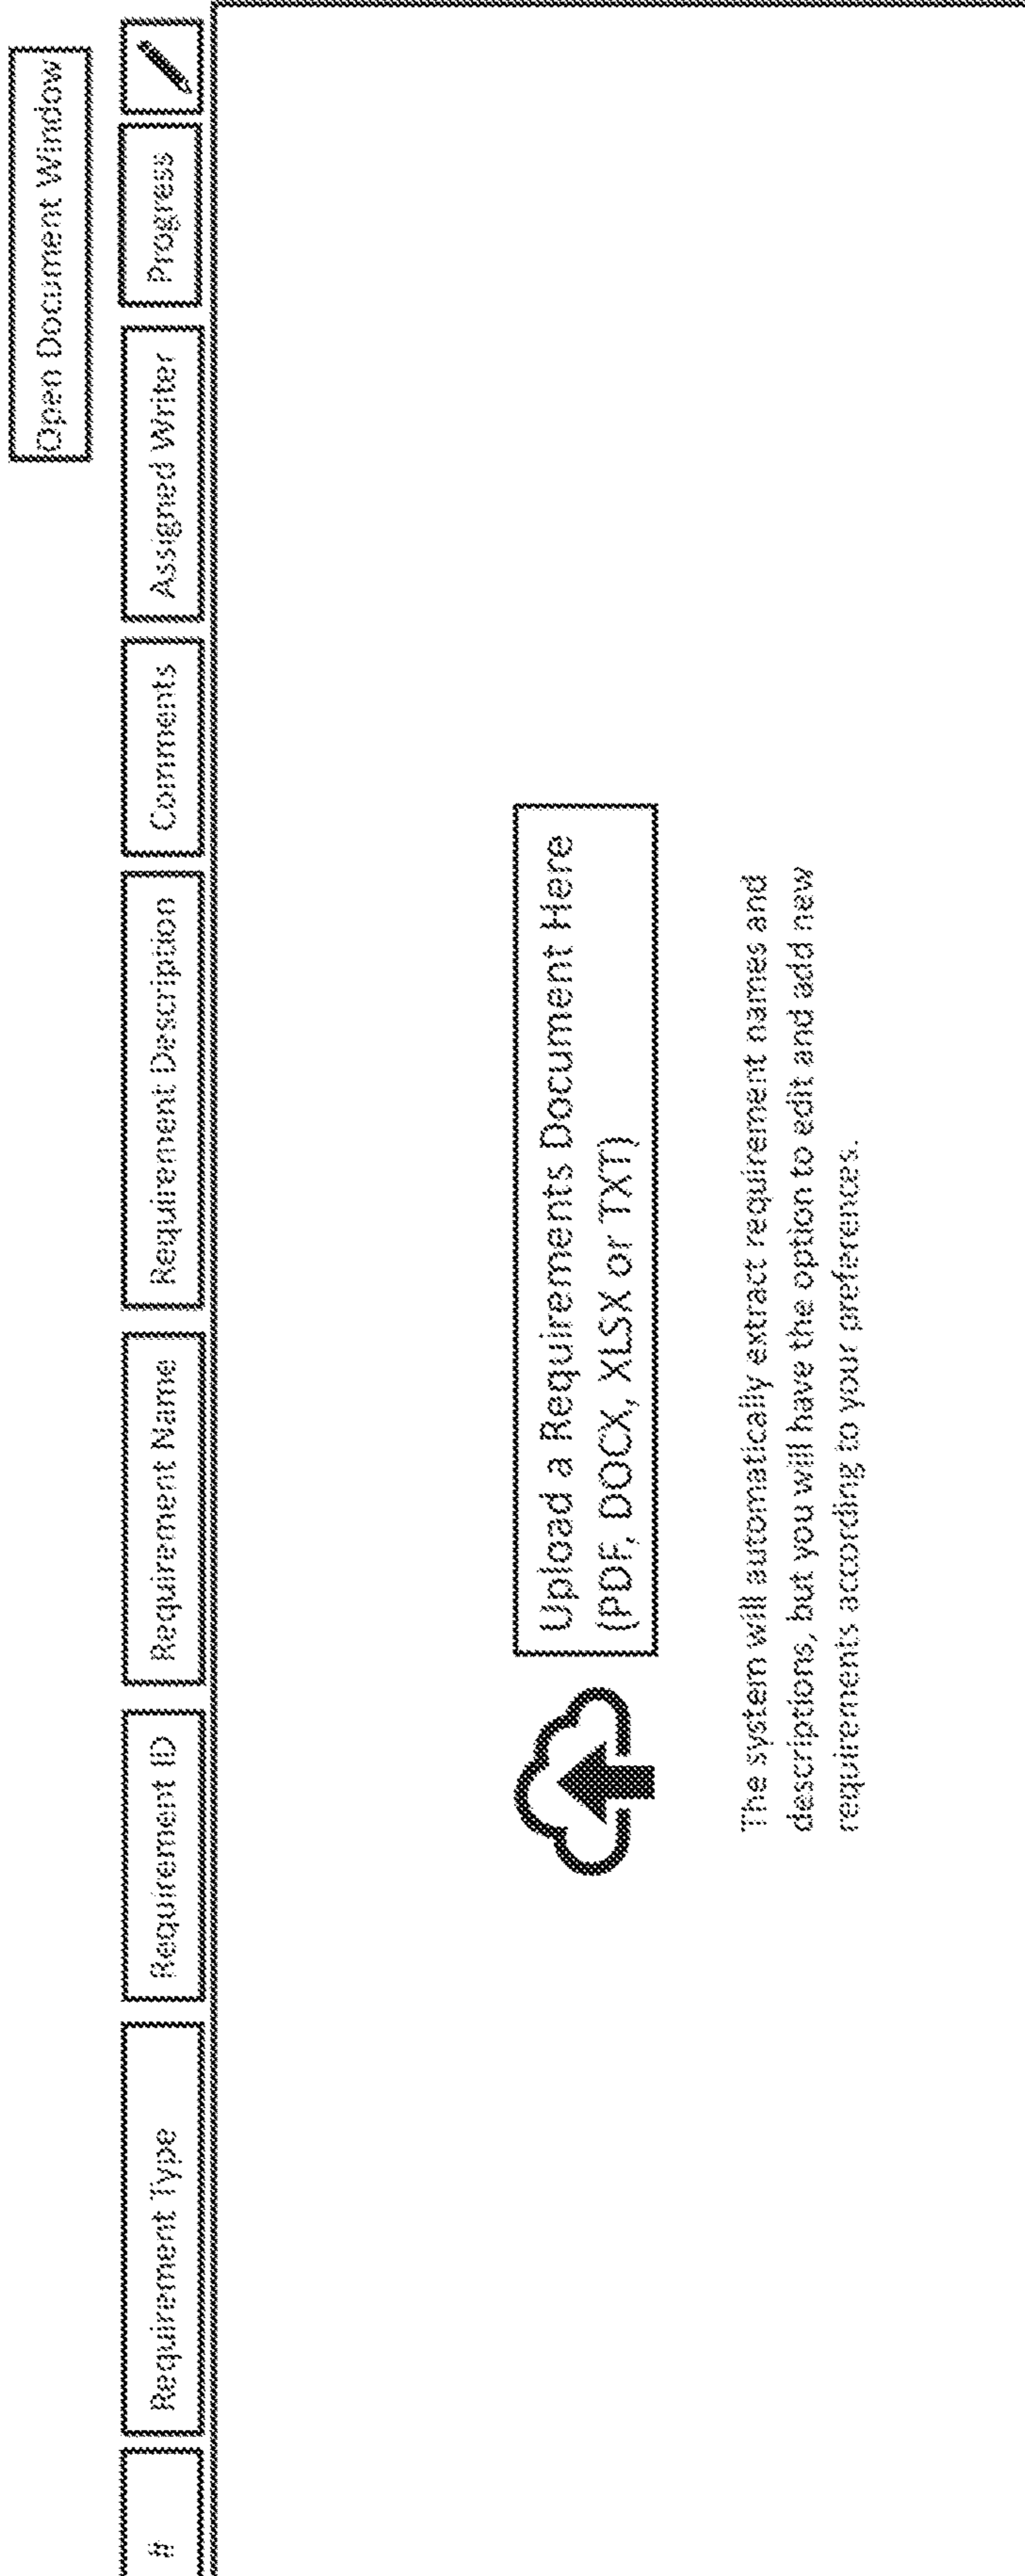 Open Document Window
# Requirement Type Requirement ID Requirement Name Requirement Description Comments Assigned Writer Progress
Upload a Requirements Document Here
(PDF, DOCX, XLSX or TXT)
The system will automatically extract requirement names and
descriptions, but you will have the option to edit and add new
requirements according to your preferences.